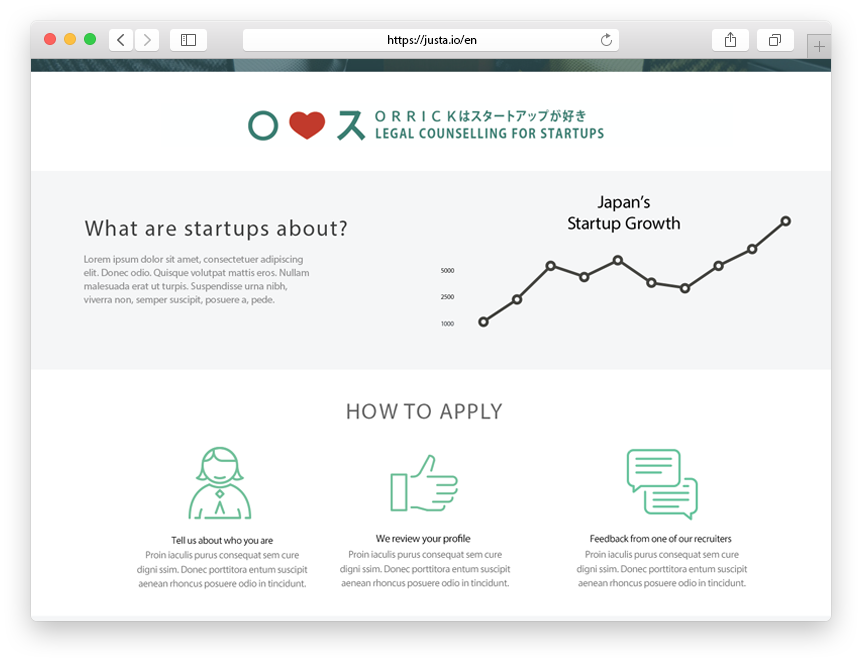 https://justa.io/en
O ス
ORRICKはスタートアップが好き
LEGAL COUNSELLING FOR STARTUPS
What are startups about?
Lorem ipsum dolor sit amet, consectetuer adipiscing
elit. Donec odio. Quisque volutpat mattis eros. Nullam
malesuada erat ut turpis. Suspendisse urna nibh,
viverra non, semper suscipit, posuere a, pede.
Japan's
Startup Growth
5000
2500
1000
HOW TO APPLY
Tell us about who you are
Proin iaculis purus consequat sem cure
digni ssim. Donec porttitora entum suscipit
aenean rhoncus posuere odio in tincidunt.
We review your profile
Proin iaculis purus consequat sem cure
digni ssim. Donec porttitora entum suscipit
aenean rhoncus posuere odio in tincidunt.
Feedback from one of our recruiters
Proin iaculis purus consequat sem cure
digni ssim. Donec porttitora entum suscipit
aenean rhoncus posuere odio in tincidunt.